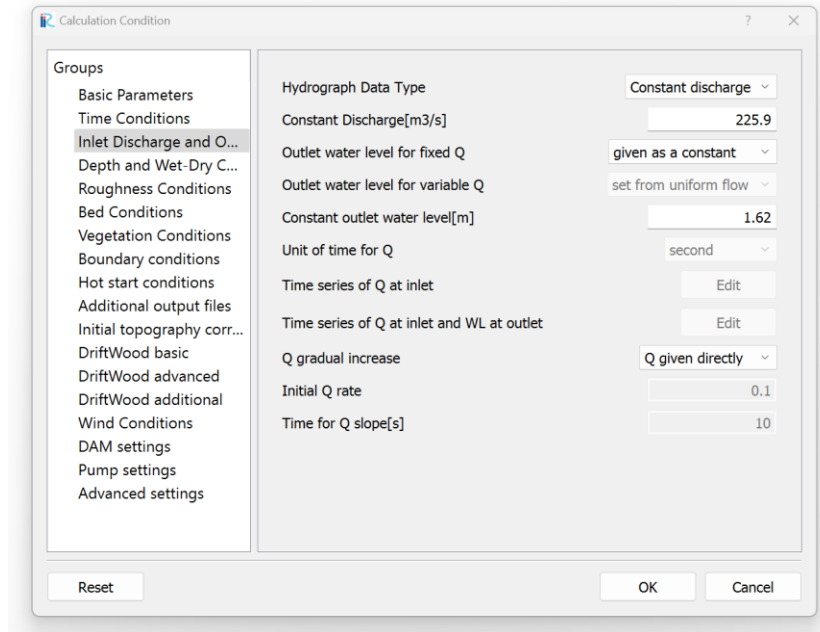 iR Calculation Condition ? ×
Groups
Basic Parameters
Time Conditions
Inlet Discharge and O...
Depth and Wet-Dry C...
Roughness Conditions
Bed Conditions
Vegetation Conditions
Boundary conditions
Hot start conditions
Additional output files
Initial topography corr...
DriftWood basic
DriftWood advanced
DriftWood additional
Wind Conditions
DAM settings
Pump settings
Advanced settings
Hydrograph Data Type Constant discharge
Constant Discharge[m3/s] 225.9
Outlet water level for fixed Q given as a constant
Outlet water level for variable Q set from uniform flow
Constant outlet water level[m] 1.62
Unit of time for Q second
Time series of Q at inlet Edit
Time series of Q at inlet and WL at outlet Edit
Q gradual increase Q given directly
Initial Q rate 0.1
Time for Q slope[s] 10
Reset OK Cancel